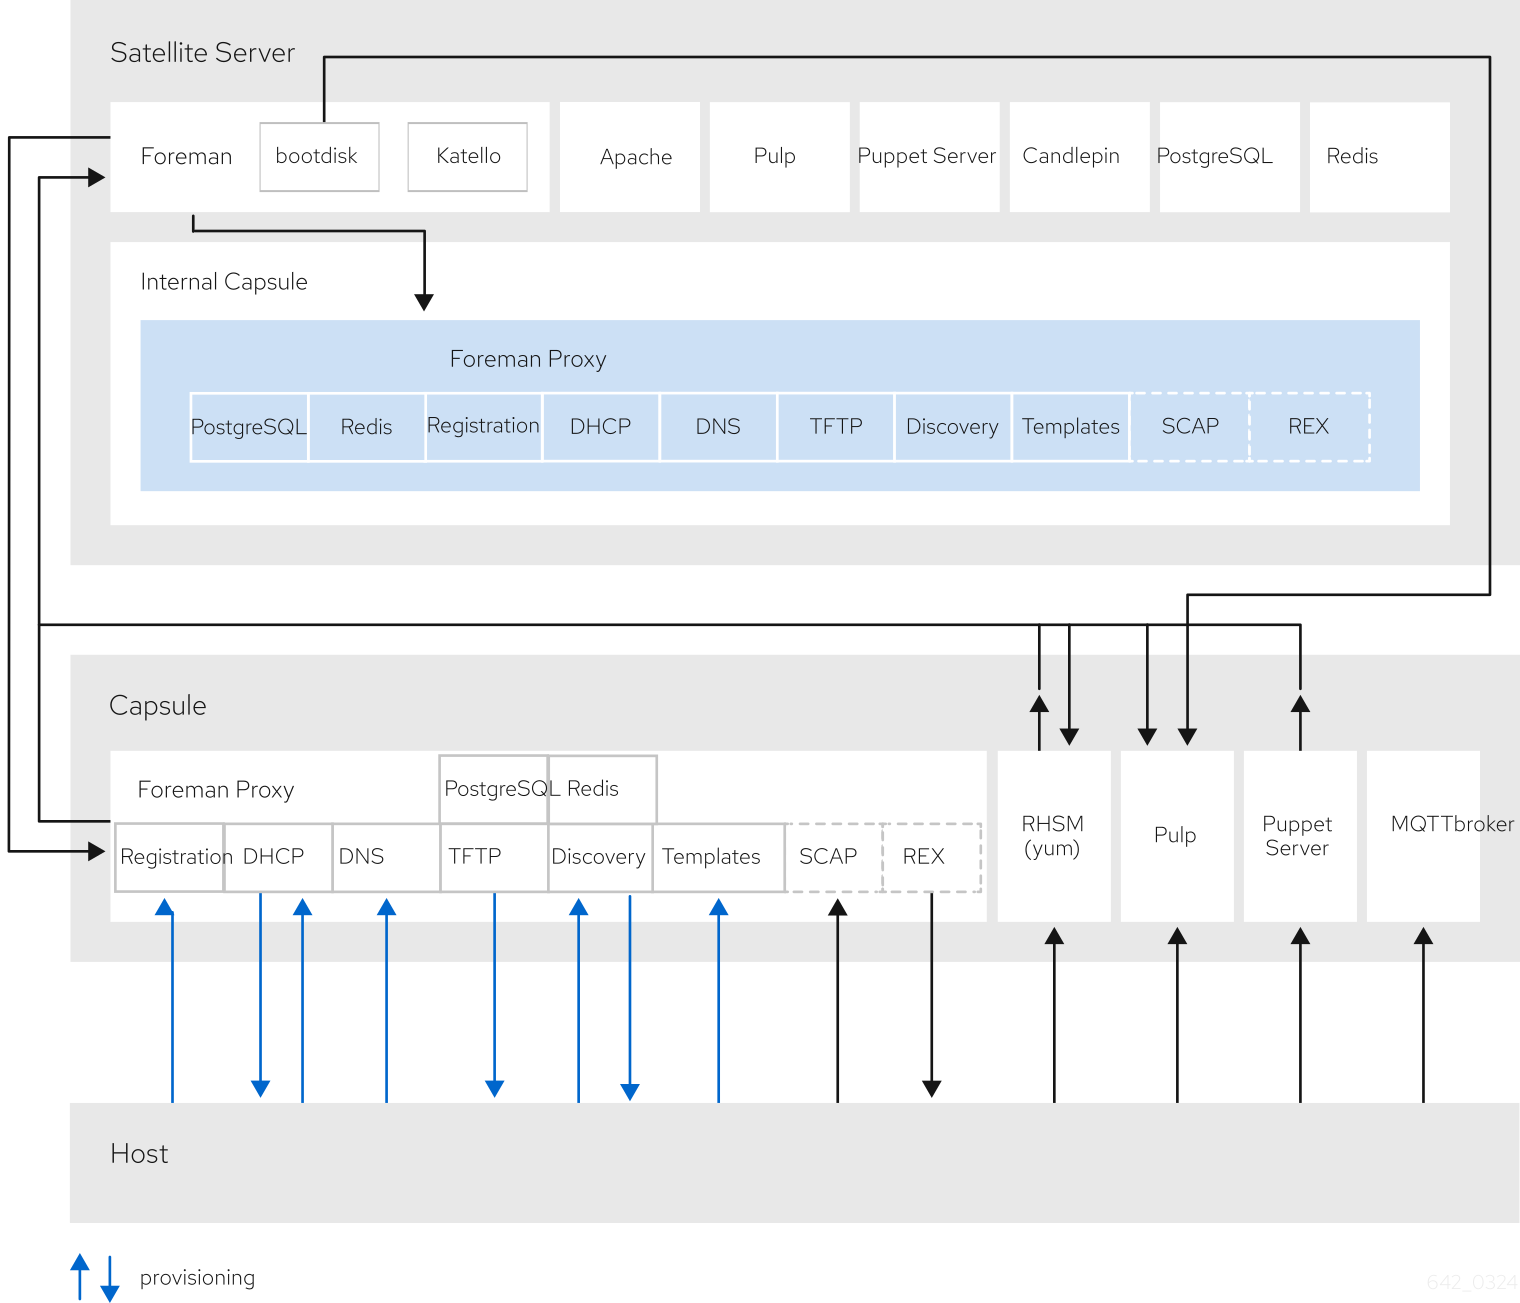 Satellite Server
Foreman
bootdisk
Katello
Apache
Pulp
Puppet Server
Candlepin
PostgreSQL
Redis
Internal Capsule
Foreman Proxy
PostgreSQL
Redis
Registration
DHCP
DNS
TFTP
Discovery
Templates
SCAP
REX
Capsule
Foreman Proxy
PostgreSQL
Redis
Registration
DHCP
DNS
TFTP
Discovery
Templates
SCAP
REX
RHSM
(yum)
Pulp
Puppet
Server
MQTTbroker
Host
provisioning
642_0324